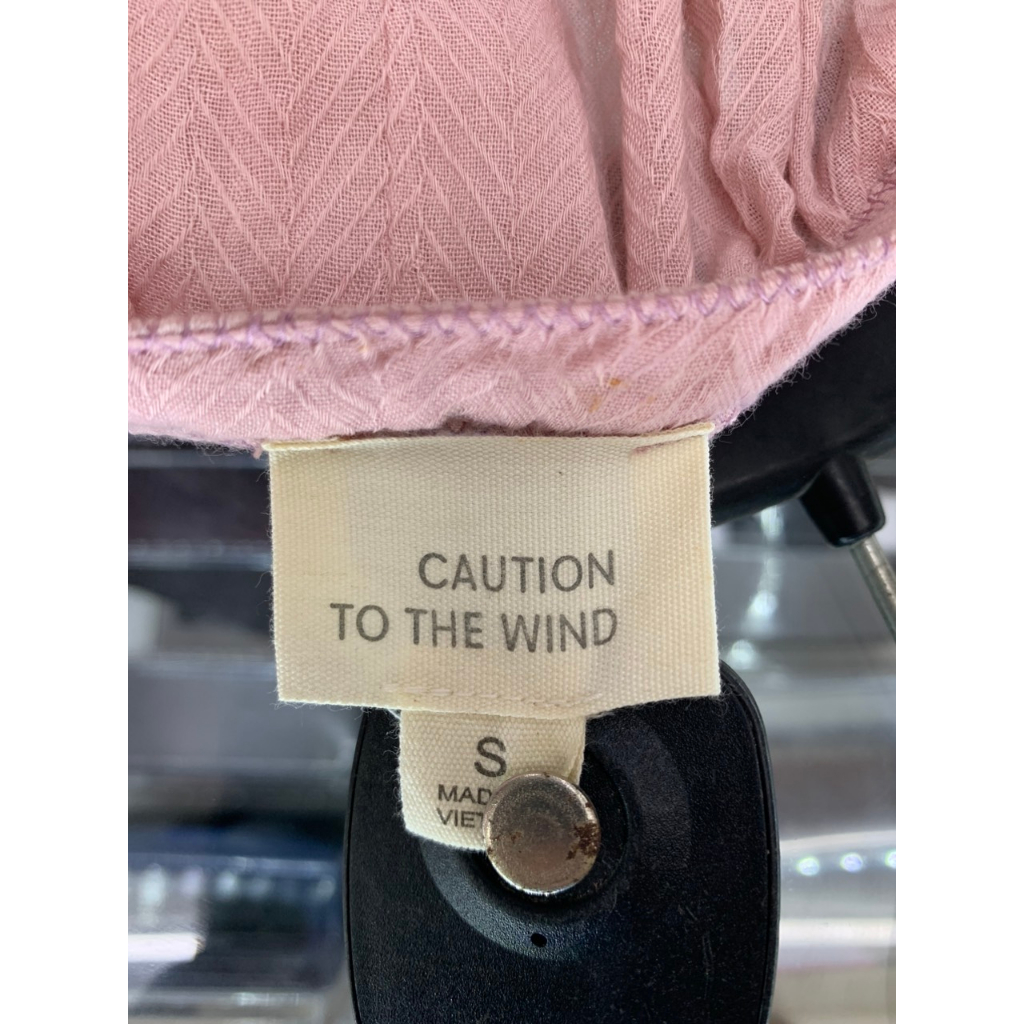 CAUTION
TO THE WIND
S